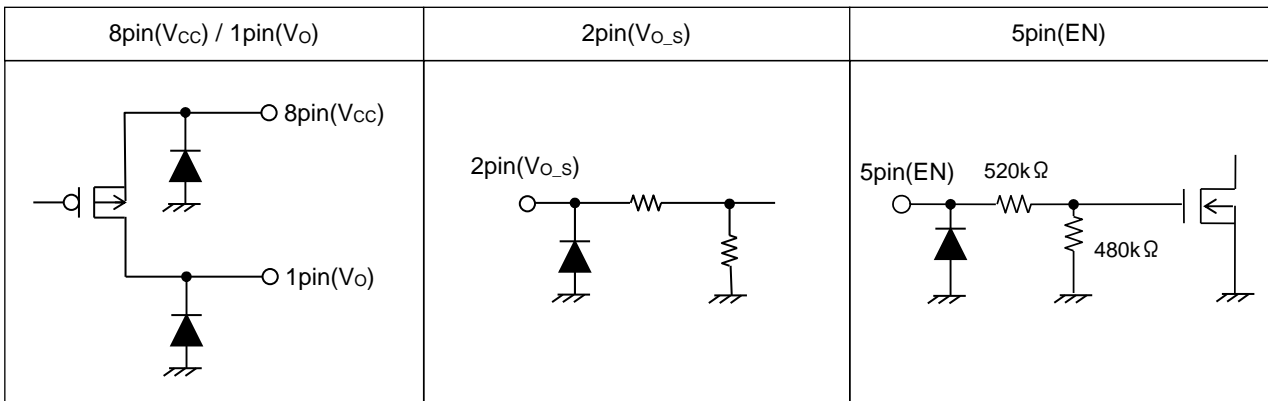 8pin(VCC) / 1pin(VO)
2pin(VO_S)
5pin(EN)
8pin(VCC)
1pin(VO)
2pin(VO_S)
5pin(EN)
520kΩ
480kΩ